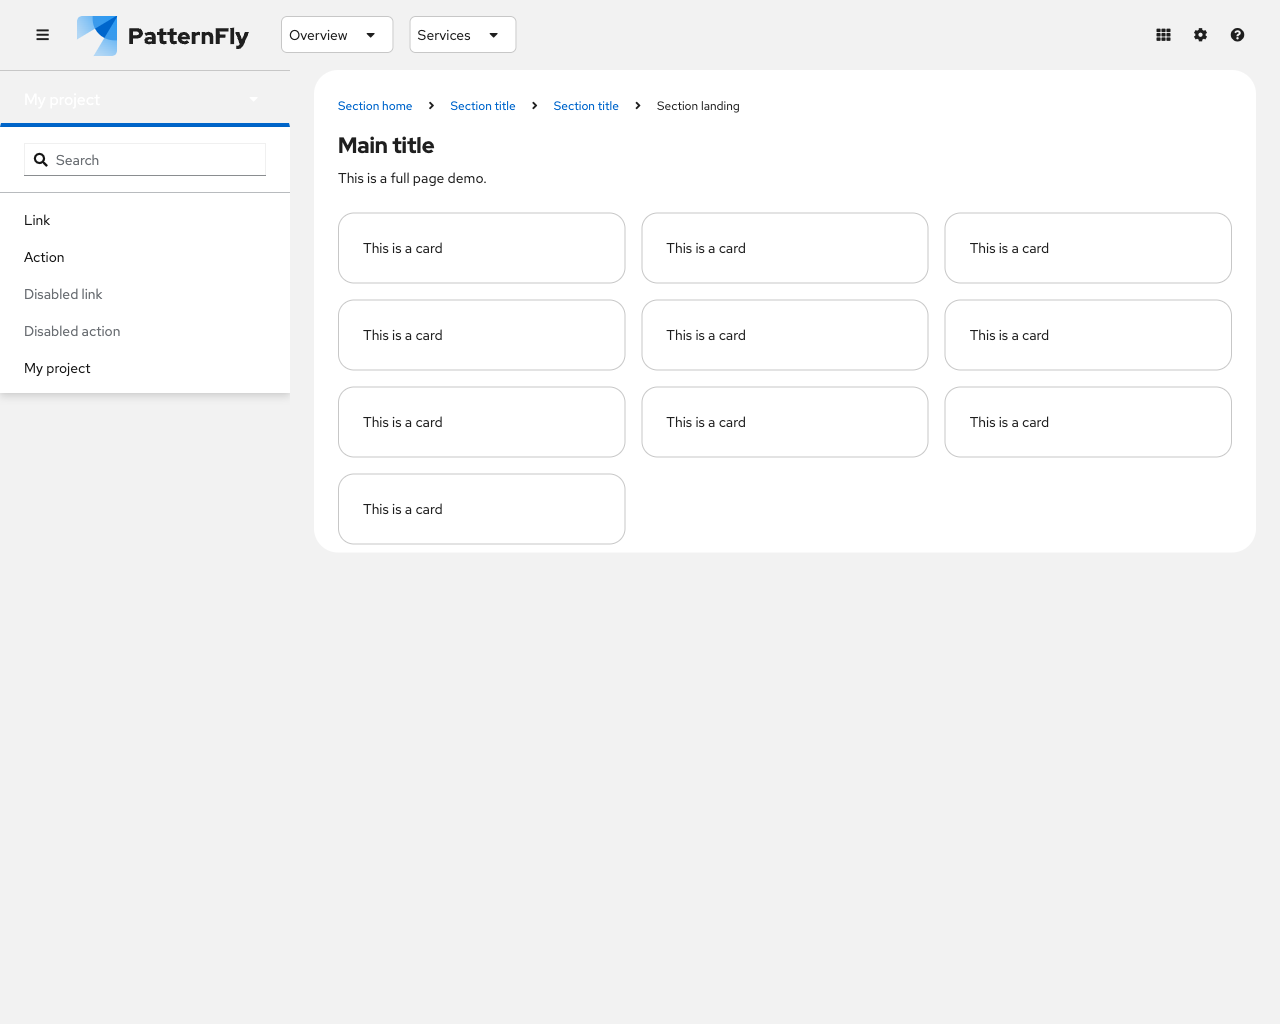 PatternFly
Overview
Services
My project
Search
Link
Action
Disabled link
Disabled action
My project
Section home
Section title
Section title
Section landing
Main title
This is a full page demo.
This is a card
This is a card
This is a card
This is a card
This is a card
This is a card
This is a card
This is a card
This is a card
This is a card